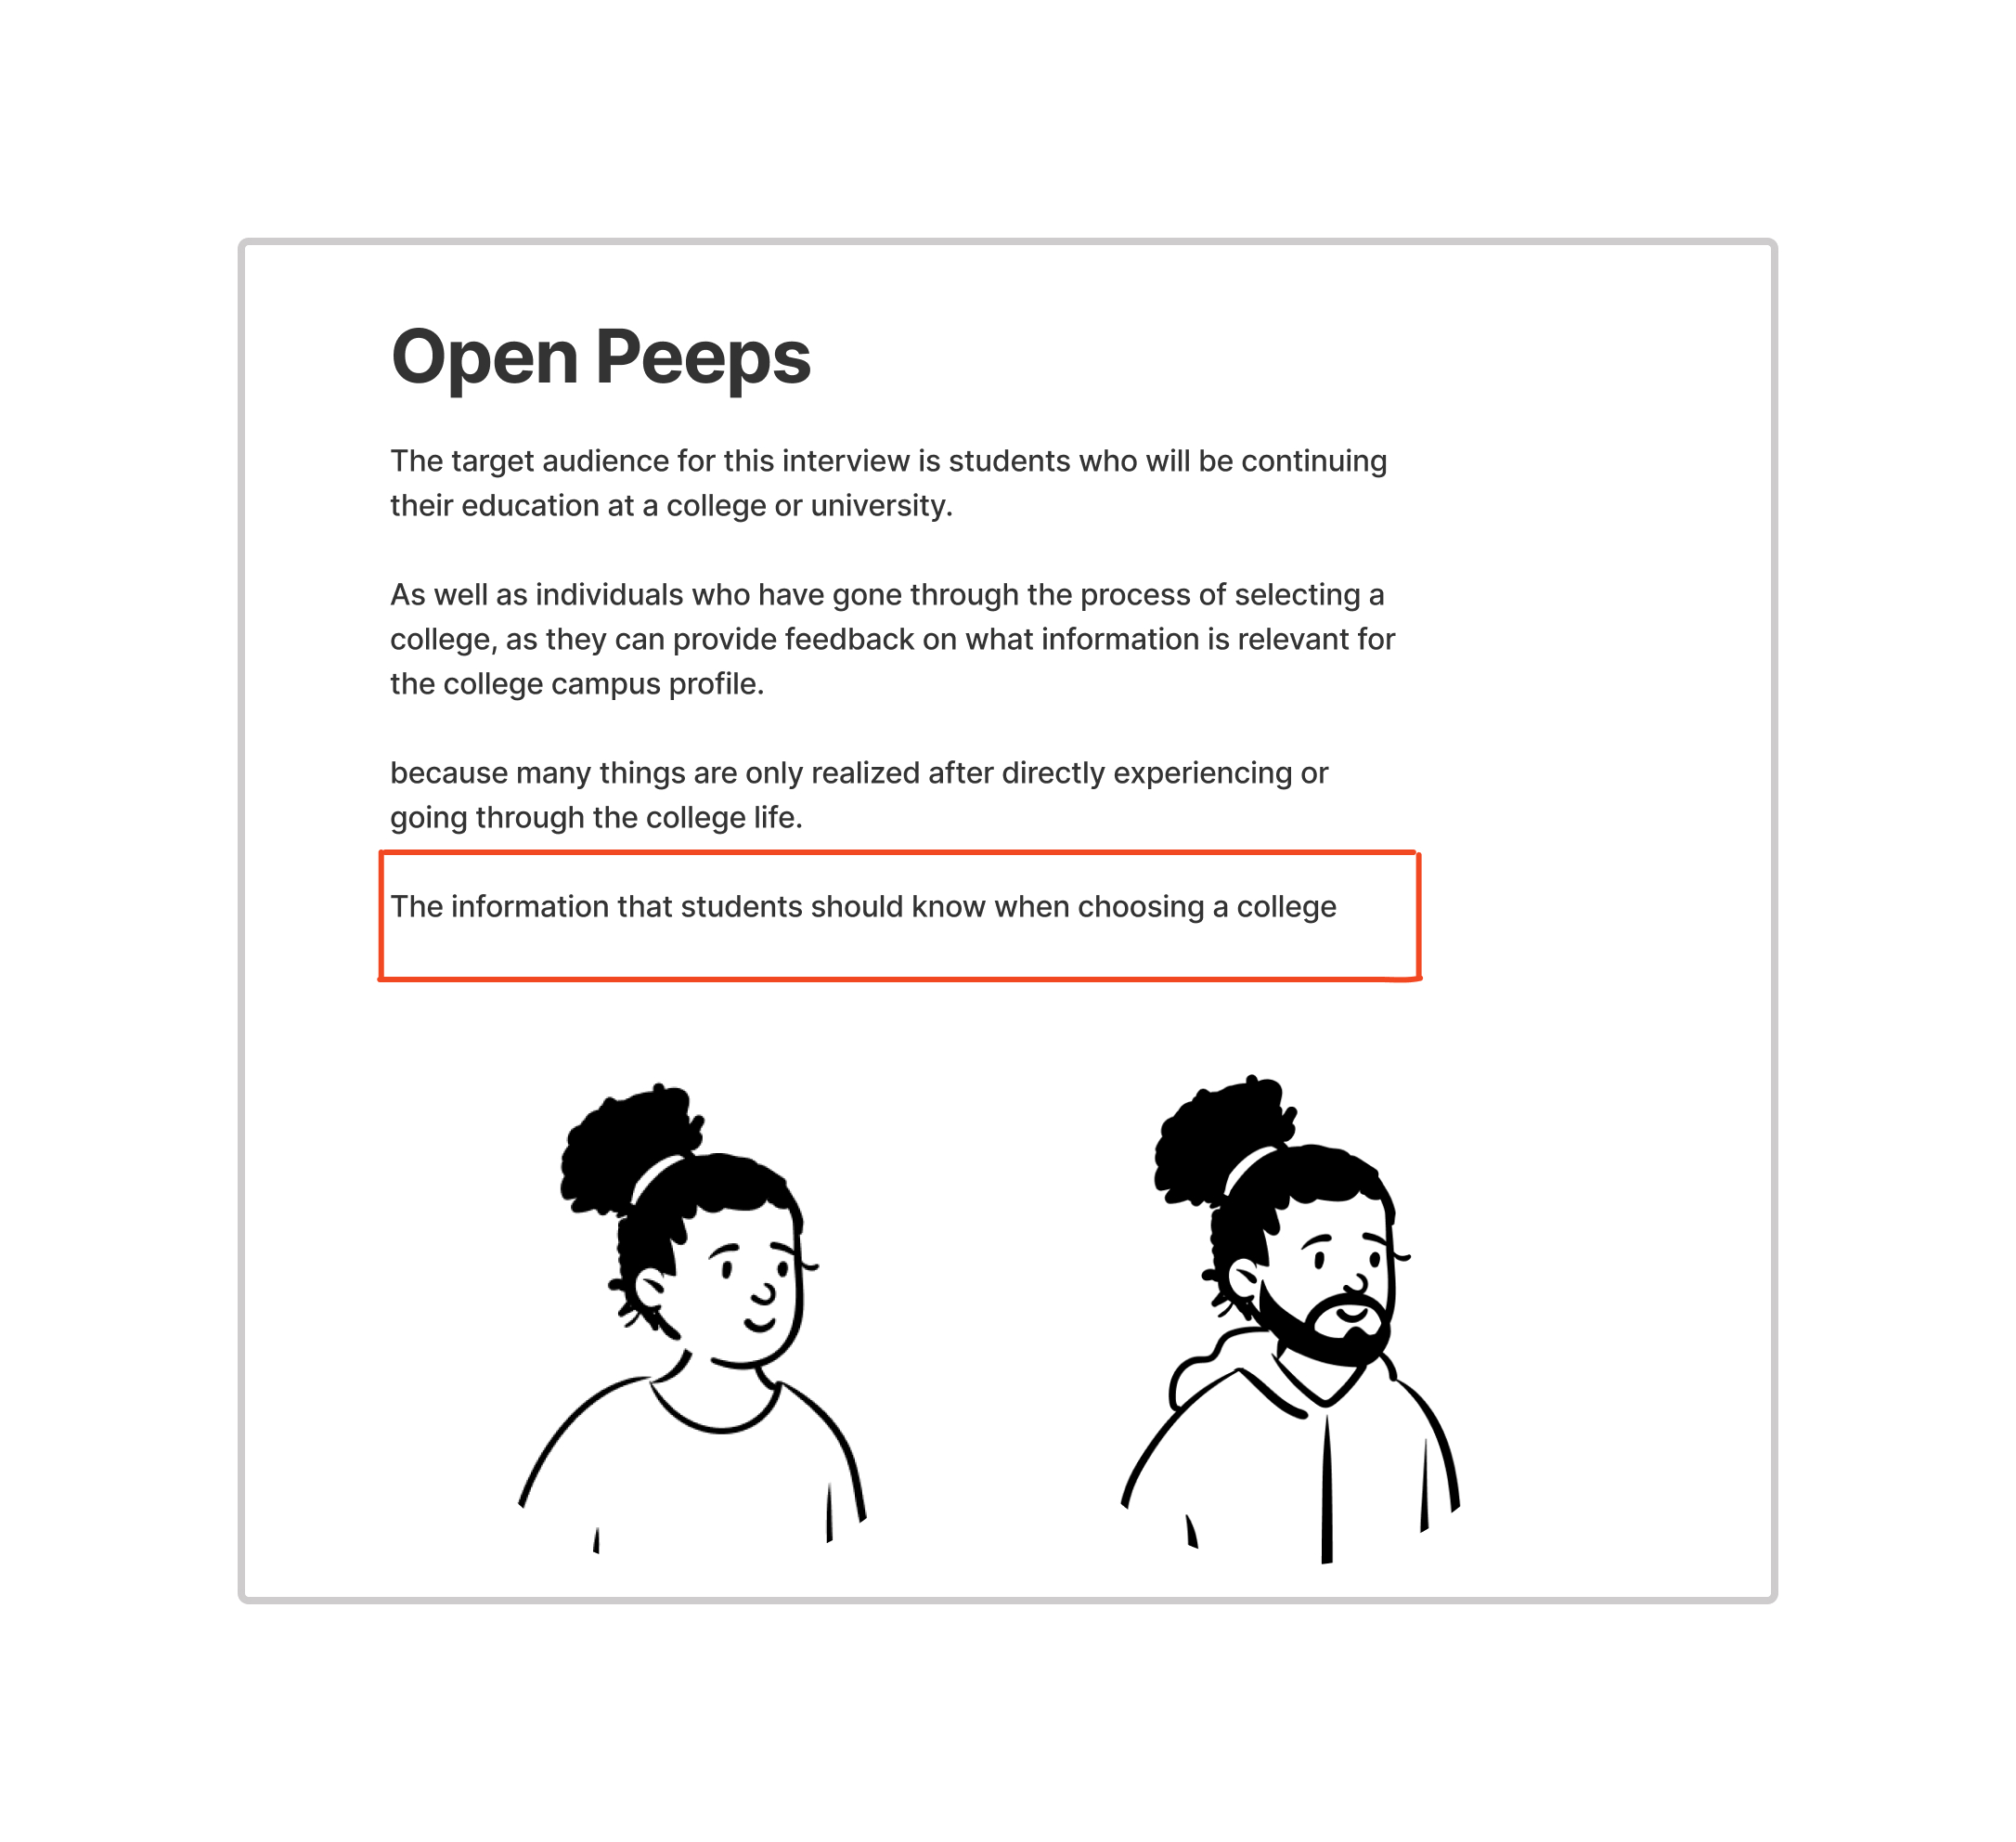 Open Peeps
The target audience for this interview is students who will be continuing
their education at a college or university.
As well as individuals who have gone through the process of selecting a
college, as they can provide feedback on what information is relevant for
the college campus profile.
because many things are only realized after directly experiencing or
going through the college life.
The information that students should know when choosing a college